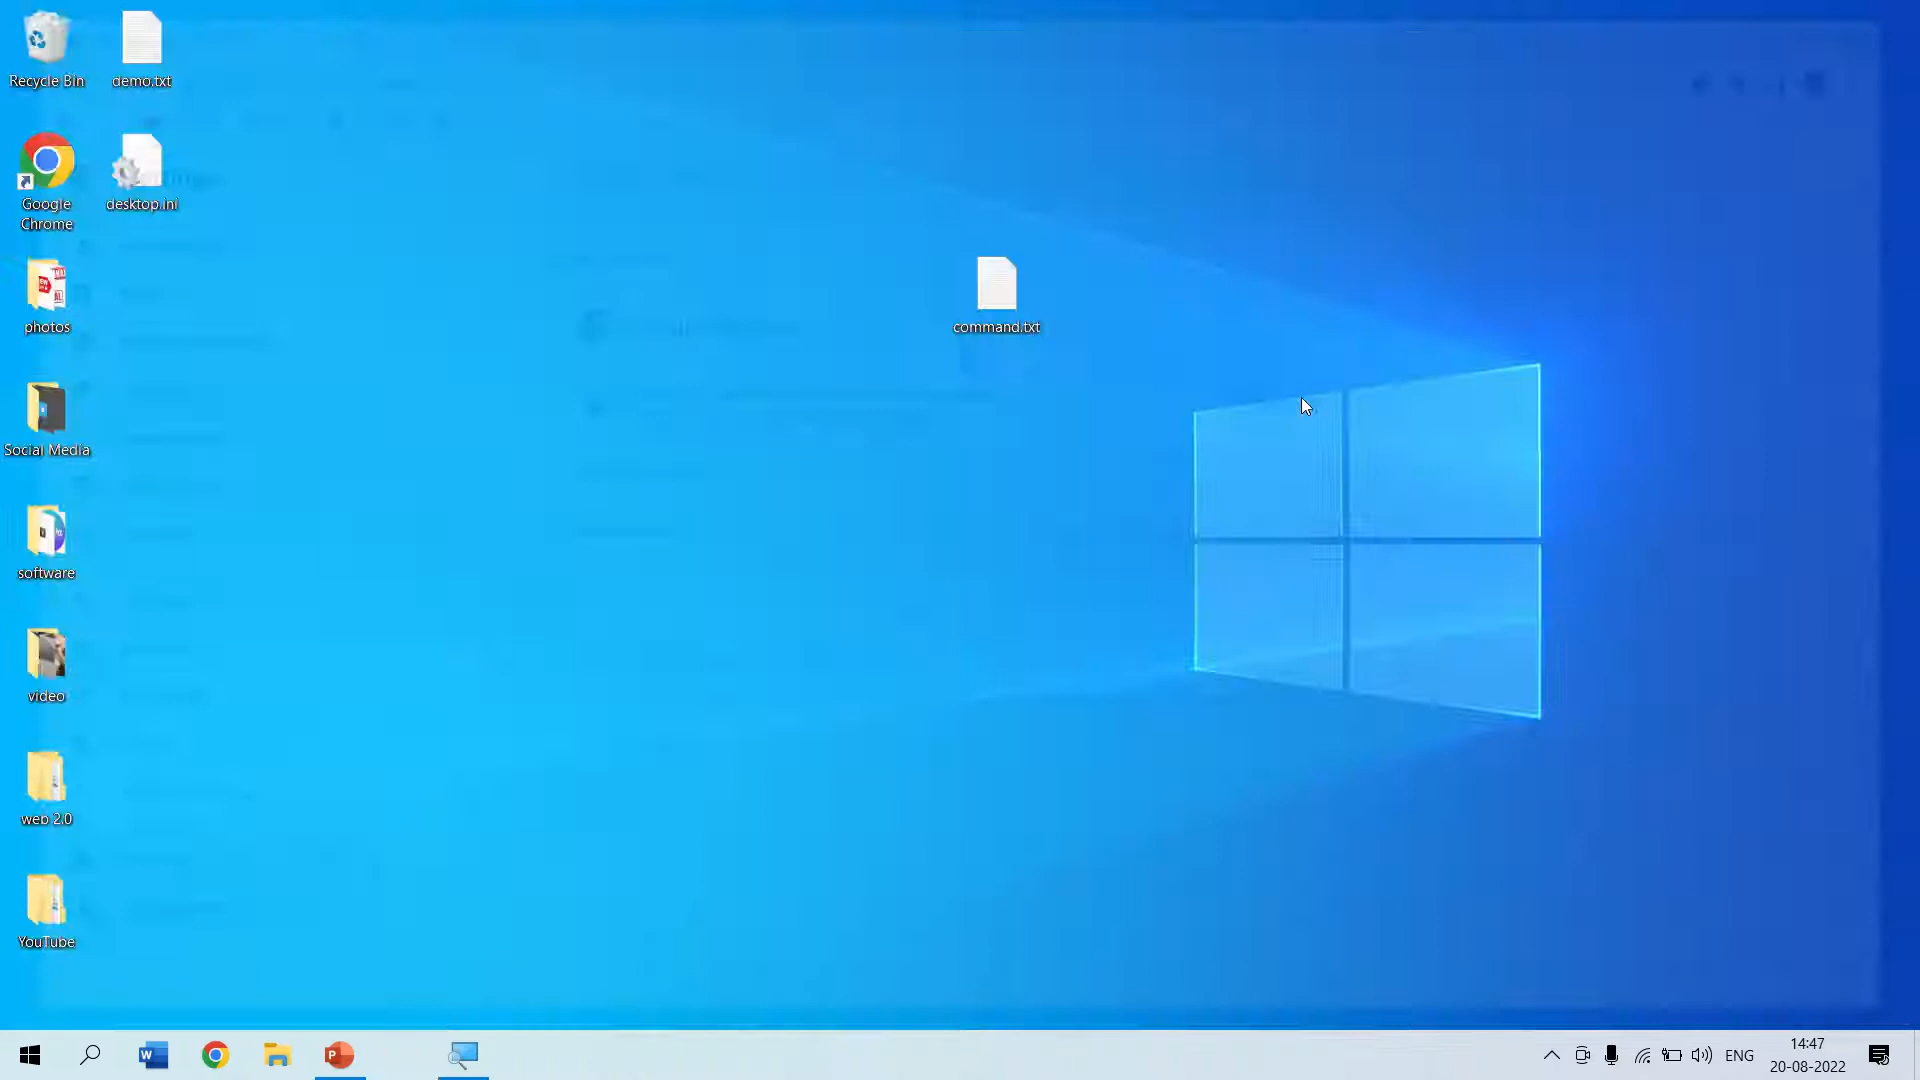 Recycle Bin
demo.txt
Google
Chrome
desktop.ini
photos
command.txt
Social Media
software
video
web 2.0
YouTube
ENG
14:47
20-08-2022